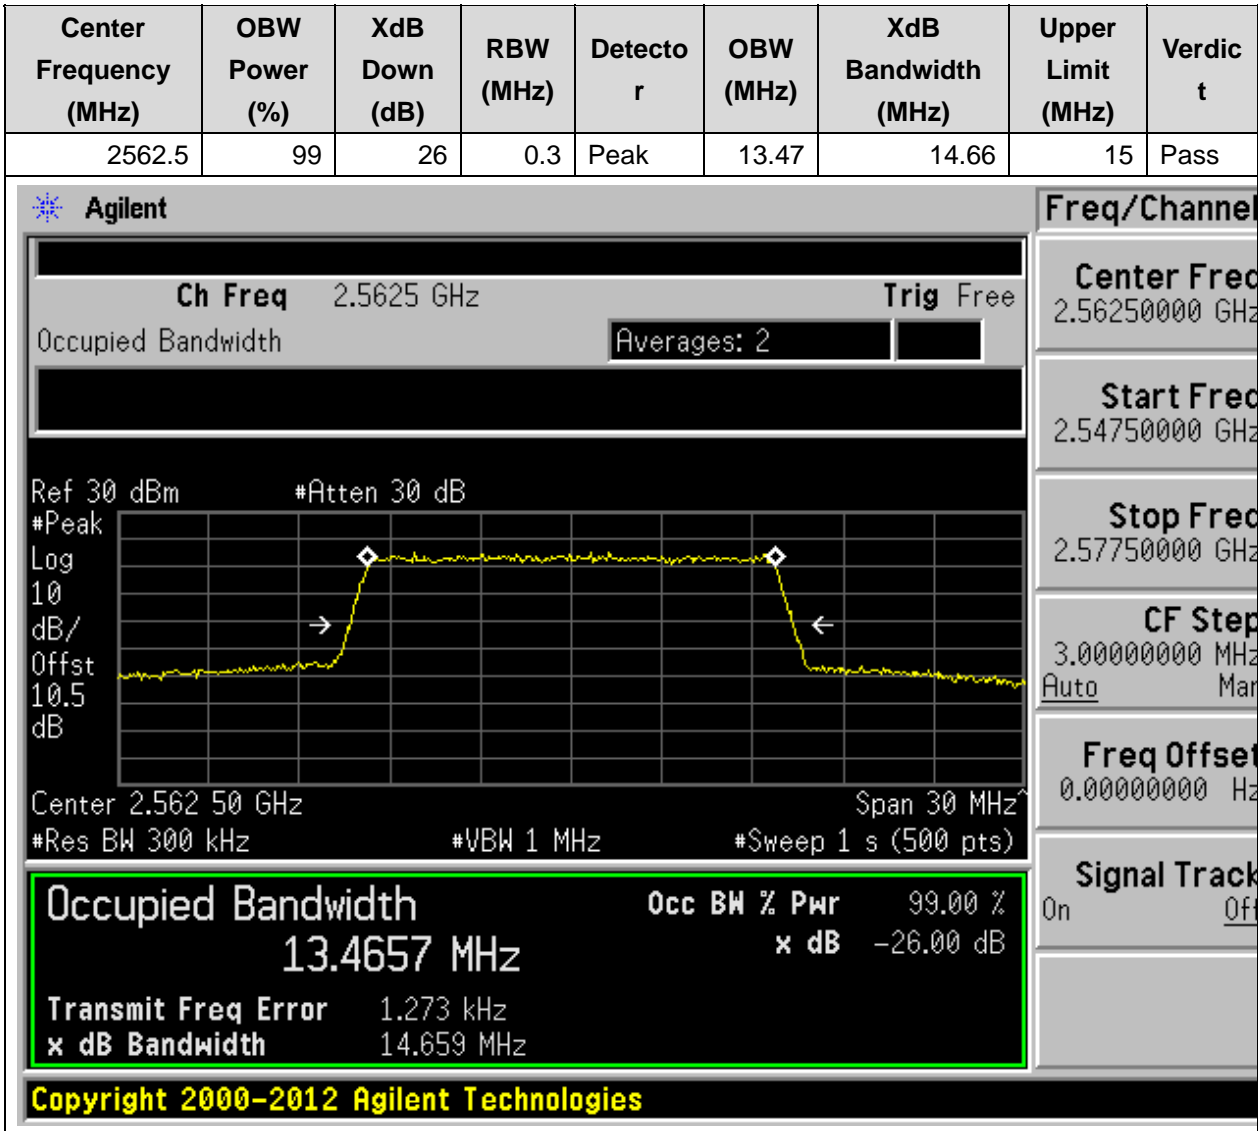 Center Frequency (MHz) OBW Power (%) XdB Down (dB) RBW (MHz) Detecto r OBW (MHz) XdB Bandwidth (MHz) Upper Limit (MHz) Verdic t
2562.5 99 26 0.3 Peak 13.47 14.66 15 Pass
Agilent
Ch Freq 2.5625 GHz Trig Free
Occupied Bandwidth Averages: 2
Ref 30 dBm #Atten 30 dB
#Peak
Log
10
dB/
Offst
10.5
dB
Center 2.562 50 GHz Span 30 MHz^
#Res BW 300 kHz #VBW 1 MHz #Sweep 1 s (500 pts)
Occupied Bandwidth Occ BW % Pwr 99.00 %
13.4657 MHz x dB -26.00 dB
Transmit Freq Error 1.273 kHz
x dB Bandwidth 14.659 MHz
Copyright 2000-2012 Agilent Technologies
Freq/Channel
Center Freq
2.56250000 GHz
Start Freq
2.54750000 GHz
Stop Freq
2.57750000 GHz
CF Step
3.00000000 MHz
Auto Man
Freq Offset
0.00000000 Hz
Signal Track
On Off